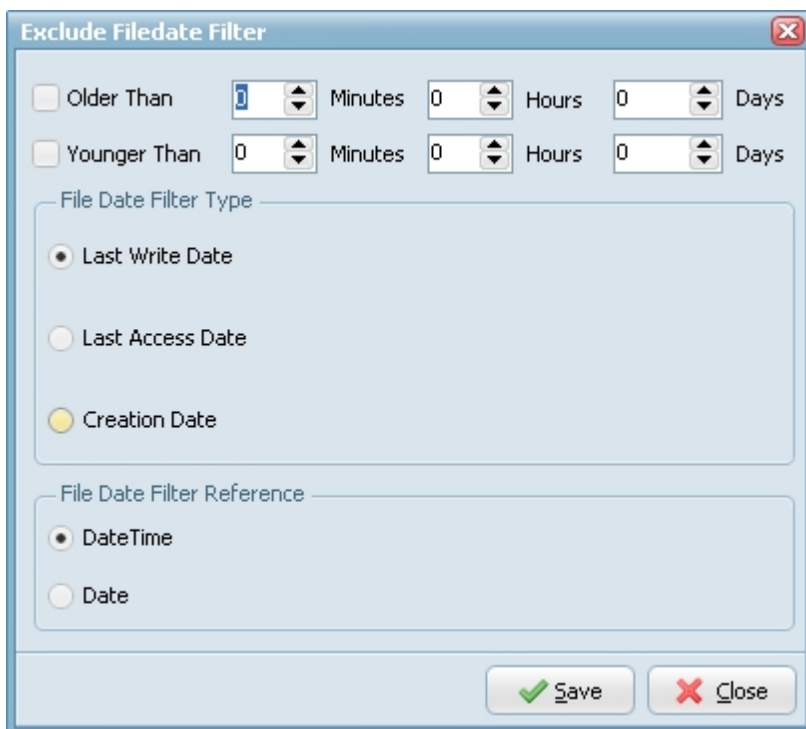 Exclude Filedate Filter
Older Than 0 Minutes 0 Hours 0 Days
Younger Than 0 Minutes 0 Hours 0 Days
File Date Filter Type
Last Write Date
Last Access Date
Creation Date
File Date Filter Reference
DateTime
Date
Save Close